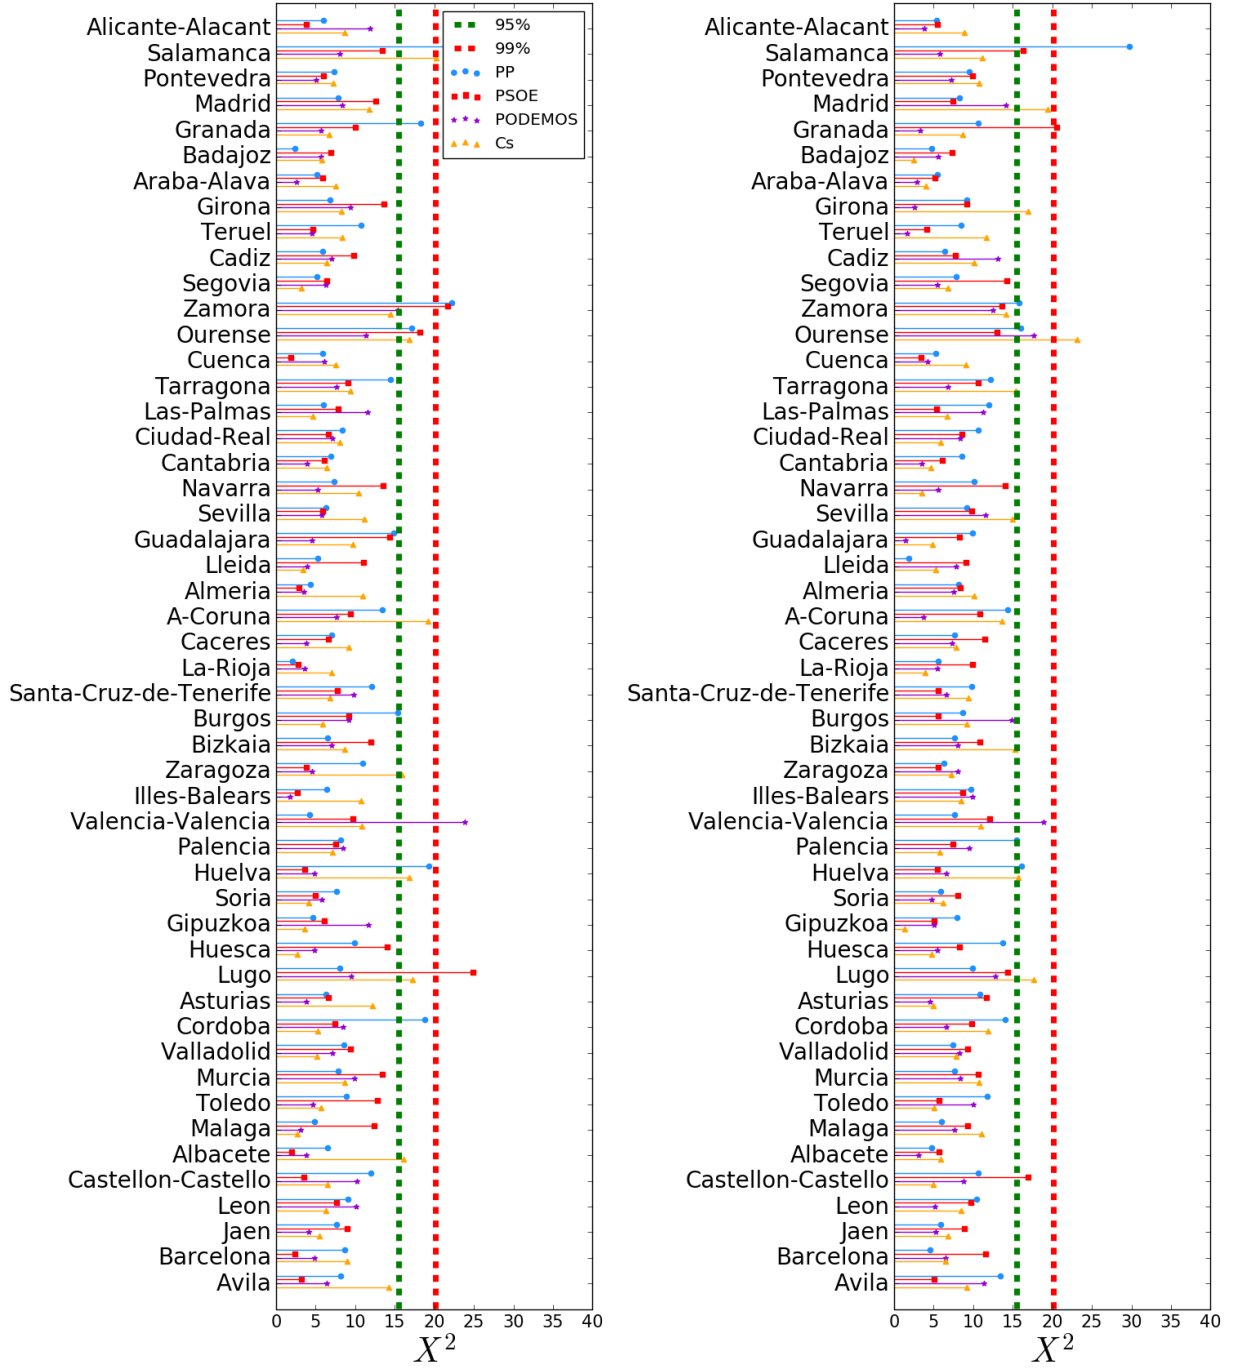 Alicante-Alacant
Salamanca
Pontevedra
Madrid
Granada
Badajoz
Araba-Alava
Girona
Teruel
Cadiz
Segovia
Zamora
Ourense
Cuenca
Tarragona
Las-Palmas
Ciudad-Real
Cantabria
Navarra
Sevilla
Guadalajara
Lleida
Almeria
A-Coruna
Caceres
La-Rioja
Santa-Cruz-de-Tenerife
Burgos
Bizkaia
Zaragoza
Illes-Balears
Valencia-Valencia
Palencia
Huelva
Soria
Gipuzkoa
Huesca
Lugo
Asturias
Cordoba
Valladolid
Murcia
Toledo
Malaga
Albacete
Castellon-Castello
Leon
Jaen
Barcelona
Avila
0 5 10 15 20 25 30 35 40
X²
95%
99%
PP
PSOE
PODEMOS
Cs
Alicante-Alacant
Salamanca
Pontevedra
Madrid
Granada
Badajoz
Araba-Alava
Girona
Teruel
Cadiz
Segovia
Zamora
Ourense
Cuenca
Tarragona
Las-Palmas
Ciudad-Real
Cantabria
Navarra
Sevilla
Guadalajara
Lleida
Almeria
A-Coruna
Caceres
La-Rioja
Santa-Cruz-de-Tenerife
Burgos
Bizkaia
Zaragoza
Illes-Balears
Valencia-Valencia
Palencia
Huelva
Soria
Gipuzkoa
Huesca
Lugo
Asturias
Cordoba
Valladolid
Murcia
Toledo
Malaga
Albacete
Castellon-Castello
Leon
Jaen
Barcelona
Avila
0 5 10 15 20 25 30 35 40
X²